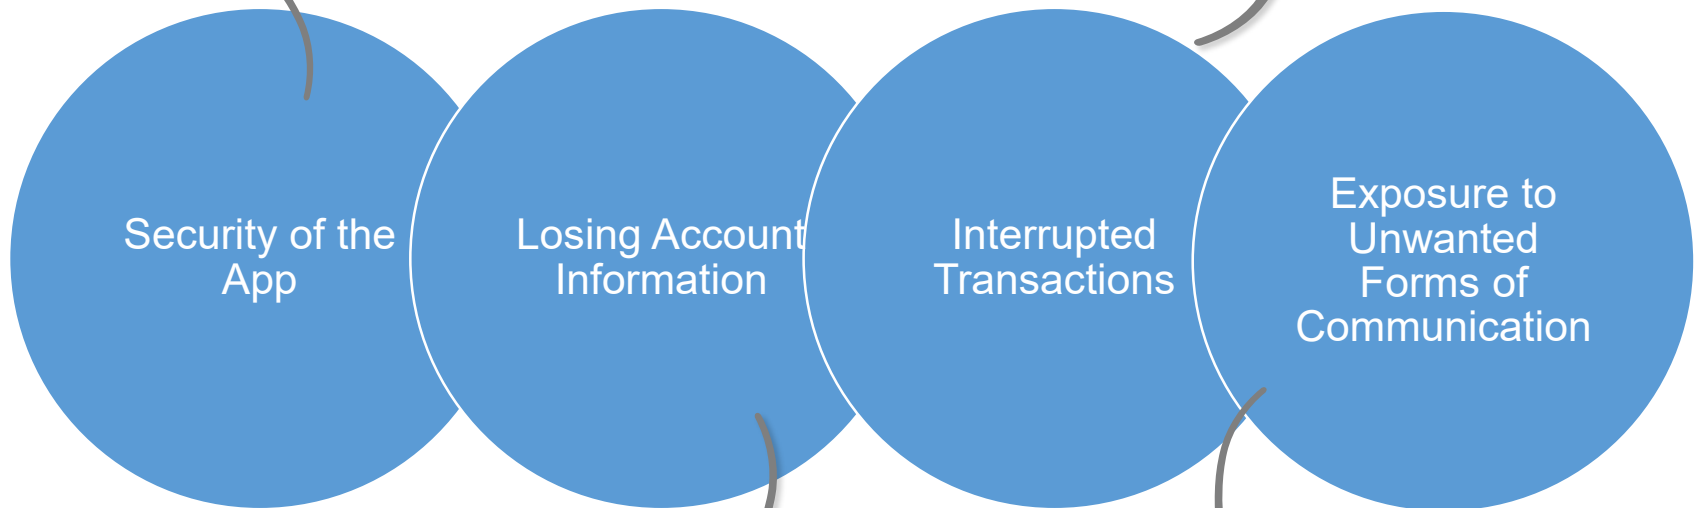 Security of the
App
Losing Account
Information
Interrupted
Transactions
Exposure to
Unwanted
Forms of
Communication